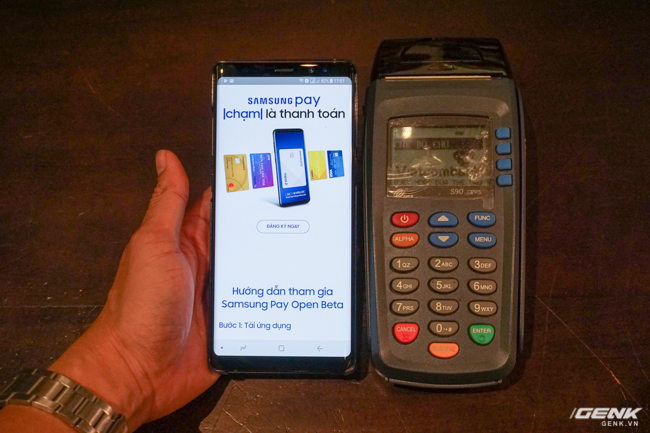 SAMSUNG pay
|chạm| là thanh toán
ĐĂNG KÝ NGAY
Hướng dẫn tham gia
Samsung Pay Open Beta
Bước 1: Tải ứng dụng
S90
FUNC
ALPHA
MENU
1QZ
2ABC
3DEF
4GHI
5JKL
6MNO
7PRS
8TUV
9WXY
CANCEL
0
ENTER
GENK
GENK.VN